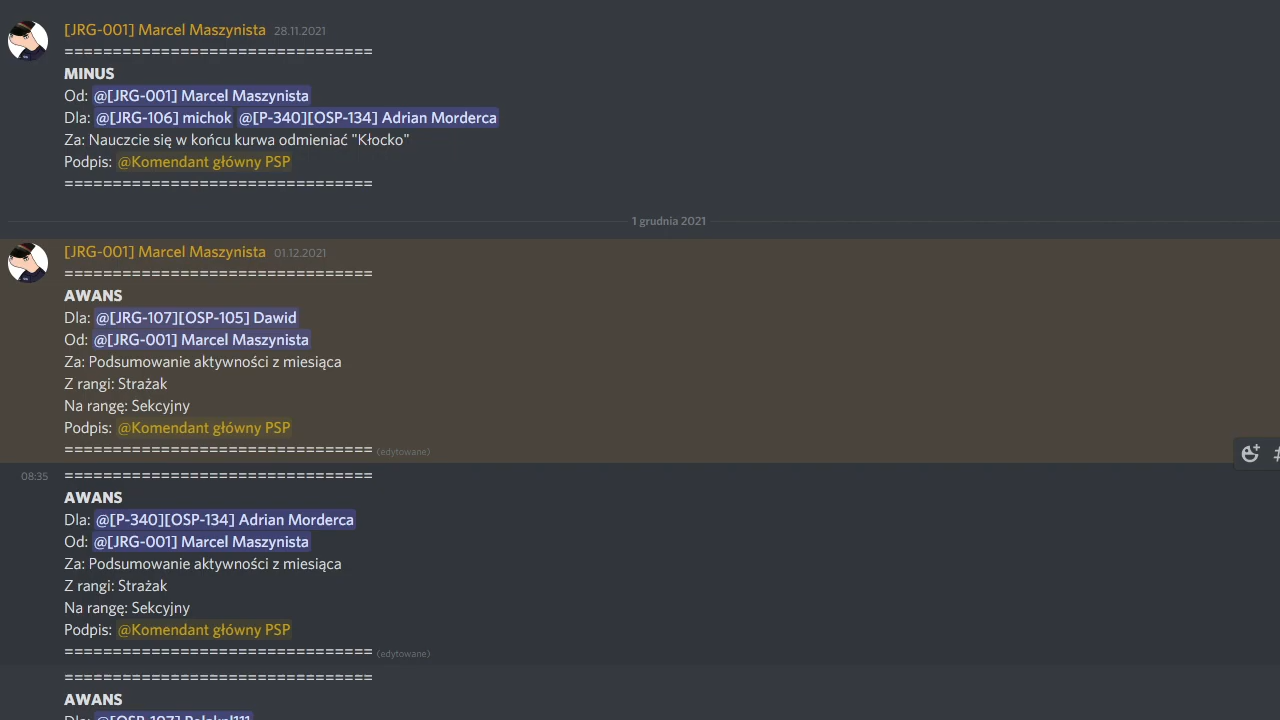 [JRG-001] Marcel Maszynista 28.11.2021
==============================
MINUS
Od: @[JRG-001] Marcel Maszynista
Dla: @[JRG-106] michok @[P-340][OSP-134] Adrian Morderca
Za: Nauczcie się w końcu kurwa odmieniać "Kłocko"
Podpis: @Komendant główny PSP
==============================
1 grudnia 2021
[JRG-001] Marcel Maszynista 01.12.2021
==============================
AWANS
Dla: @[JRG-107][OSP-105] Dawid
Od: @[JRG-001] Marcel Maszynista
Za: Podsumowanie aktywności z miesiąca
Z rangi: Strażak
Na rangę: Sekcyjny
Podpis: @Komendant główny PSP
============================== (edytowane)
08:35 ==============================
AWANS
Dla: @[P-340][OSP-134] Adrian Morderca
Od: @[JRG-001] Marcel Maszynista
Za: Podsumowanie aktywności z miesiąca
Z rangi: Strażak
Na rangę: Sekcyjny
Podpis: @Komendant główny PSP
============================== (edytowane)
==============================
AWANS
Dla: @[OSP-107]